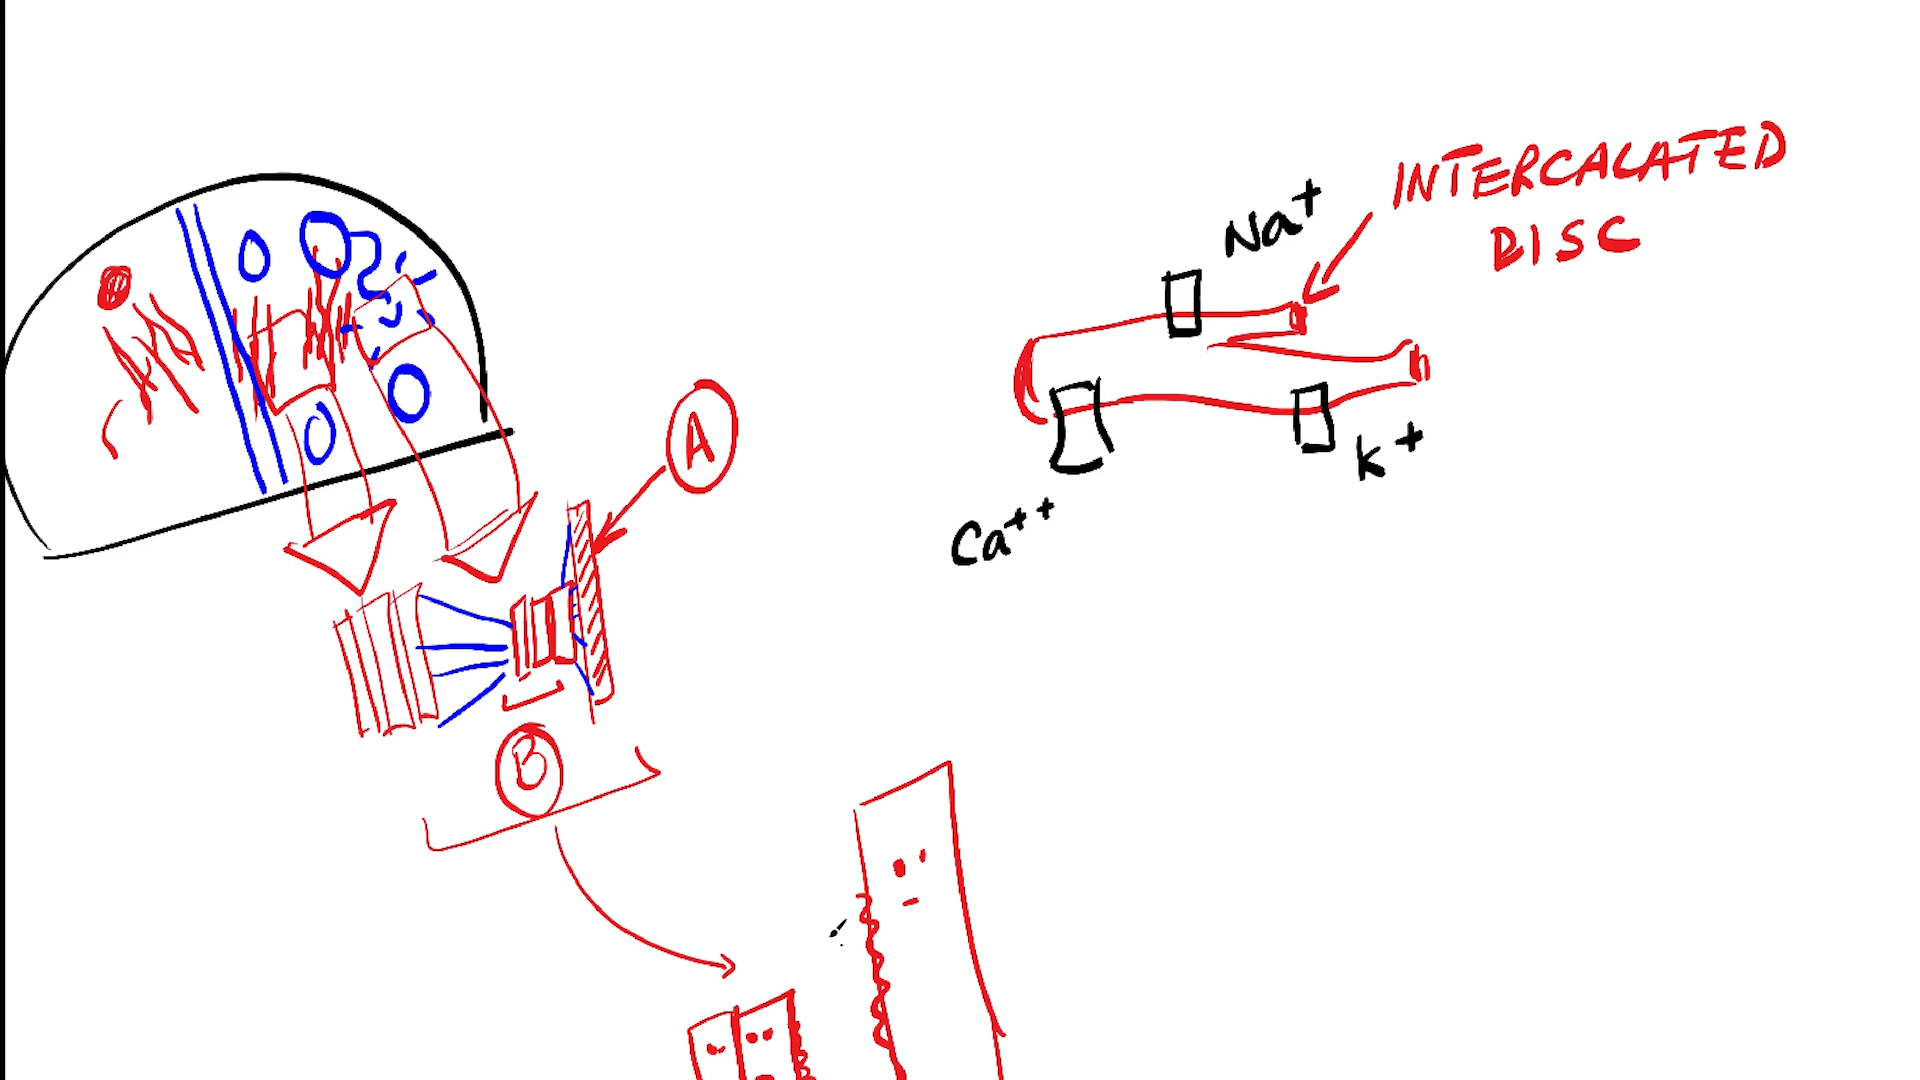 Na+
INTERCALATED
DISC
A
K+
Ca++
B